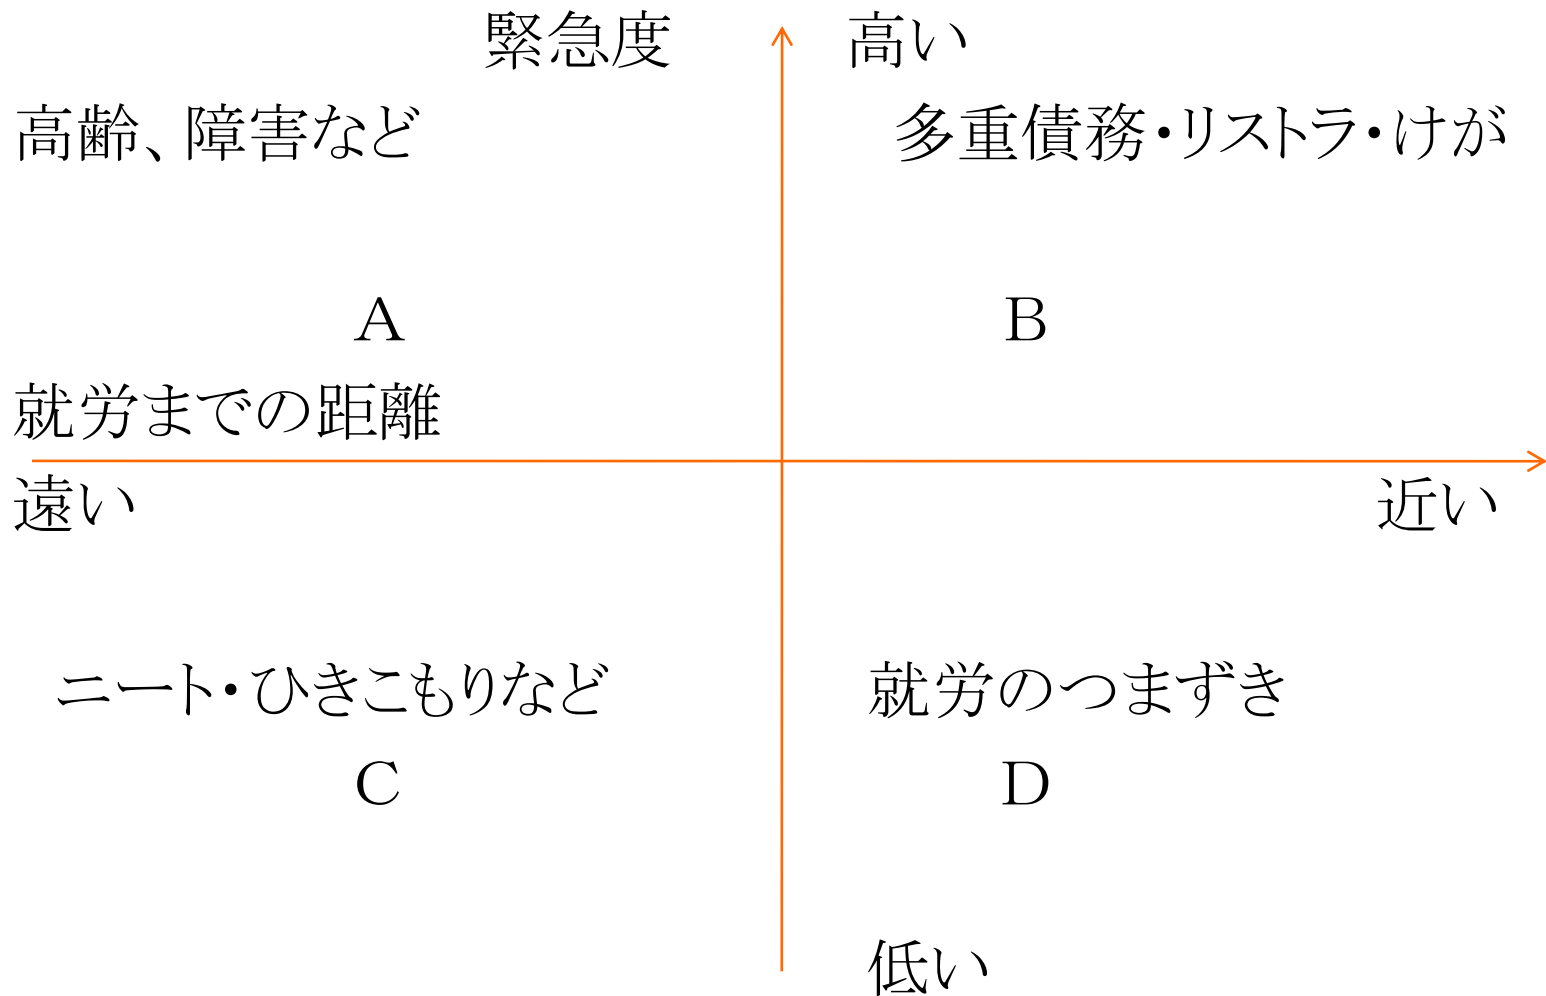 緊急度 高い
高齢、障害など 多重債務・リストラ・けが
A B
就労までの距離
遠い 近い
ニート・ひきこもりなど 就労のつまずき
C D
低い